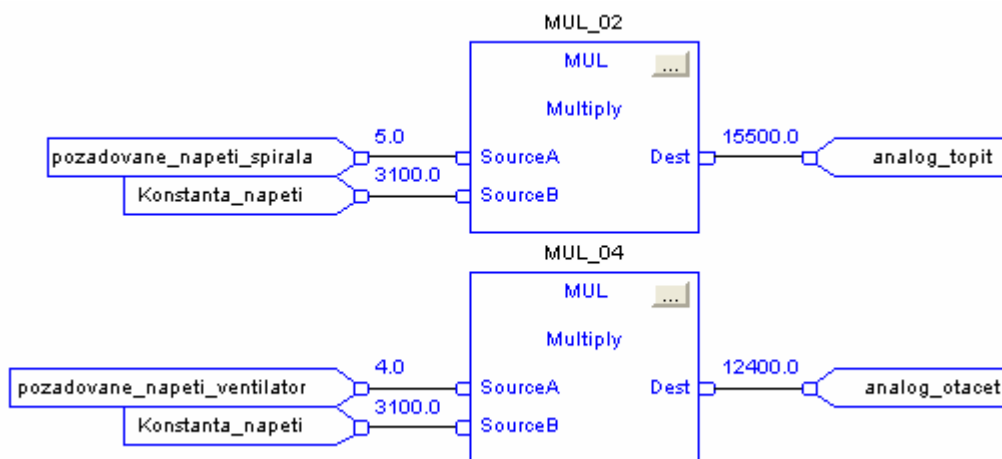 MUL_02
MUL
...
Multiply
5.0
15500.0
pozadovane_napeti_spirala
SourceA
Dest
analog_topit
3100.0
Konstanta_napeti
SourceB
MUL_04
MUL
...
Multiply
4.0
12400.0
pozadovane_napeti_ventilator
SourceA
Dest
analog_otacet
3100.0
Konstanta_napeti
SourceB